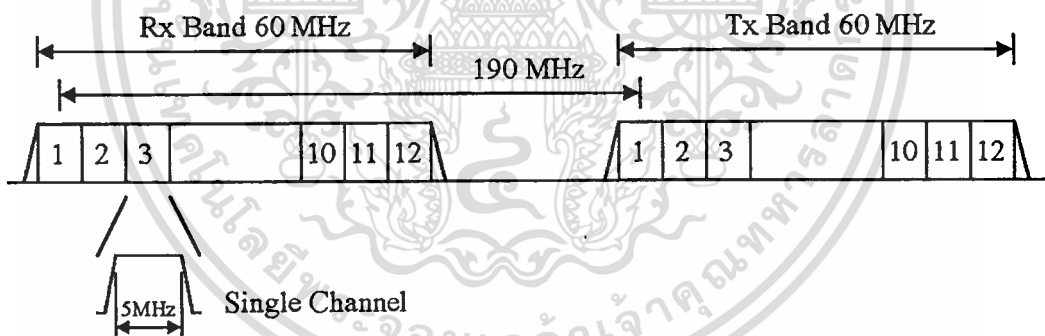 Rx Band 60 MHz
Tx Band 60 MHz
190 MHz
1 2 3 10 11 12
1 2 3 10 11 12
5MHz
Single Channel